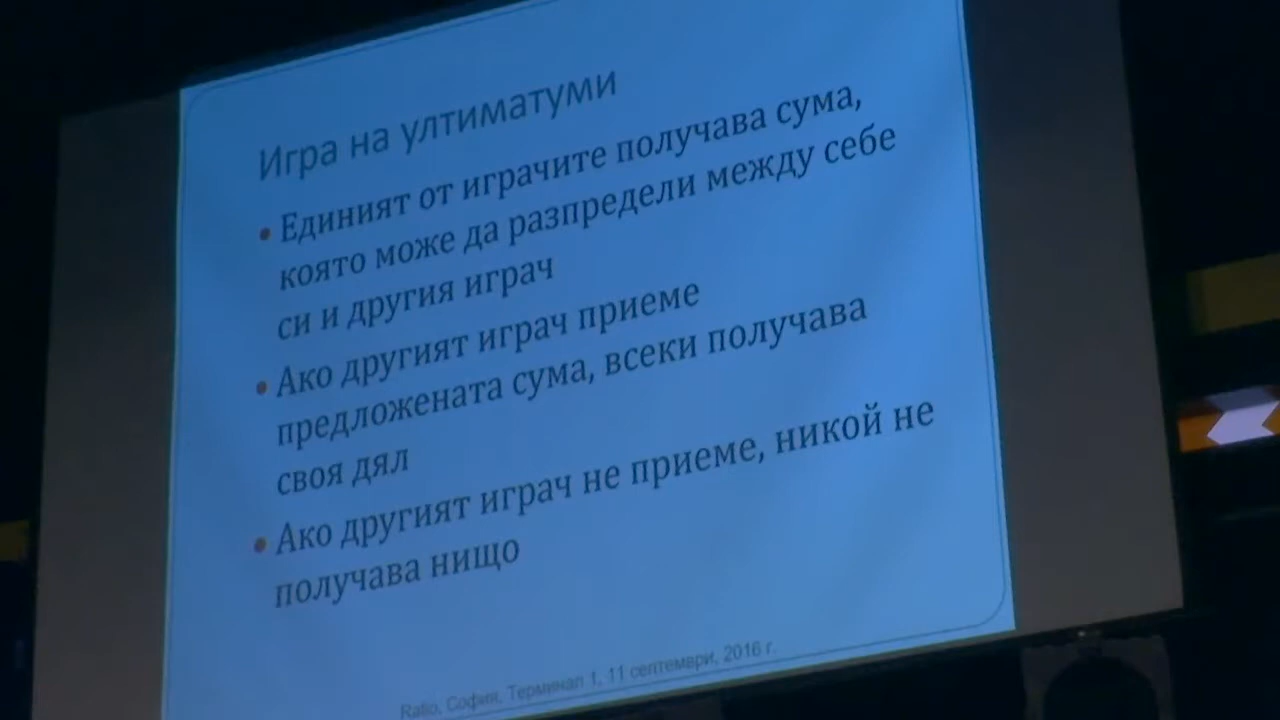 Игра на ултиматуми
• Единият от играчите получава сума,
която може да разпредели между себе
си и другия играч
• Ако другият играч приеме
предложената сума, всеки получава
своя дял
• Ако другият играч не приеме, никой не
получава нищо
Ratio, София, Терминал 1, 11 септември, 2016 г.